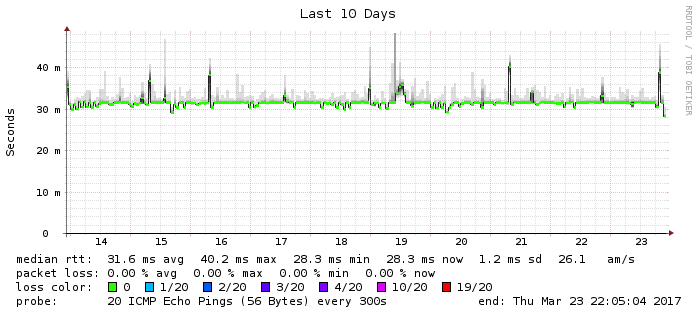 Last 10 Days
RRDTOOL / TOBI OETIKER
Seconds
40 m
30 m
20 m
10 m
0
14 15 16 17 18 19 20 21 22 23
median rtt: 31.6 ms avg 40.2 ms max 28.3 ms min 28.3 ms now 1.2 ms sd 26.1 am/s
packet loss: 0.00 % avg 0.00 % max 0.00 % min 0.00 % now
loss color: 0 1/20 2/20 3/20 4/20 10/20 19/20
probe: 20 ICMP Echo Pings (56 Bytes) every 300s end: Thu Mar 23 22:05:04 2017